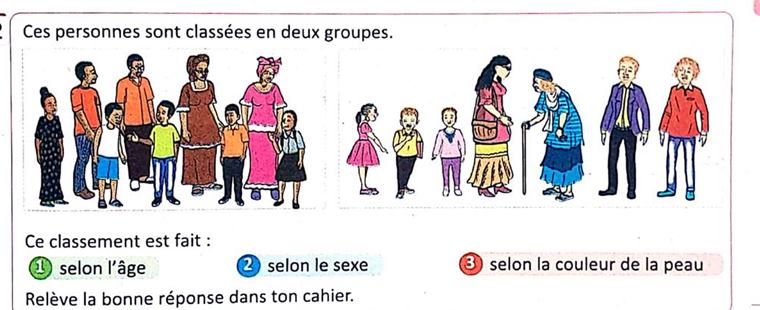 Ces personnes sont classées en deux groupes.
Ce classement est fait :
1 selon l'âge
2 selon le sexe
3 selon la couleur de la peau
Relève la bonne réponse dans ton cahier.